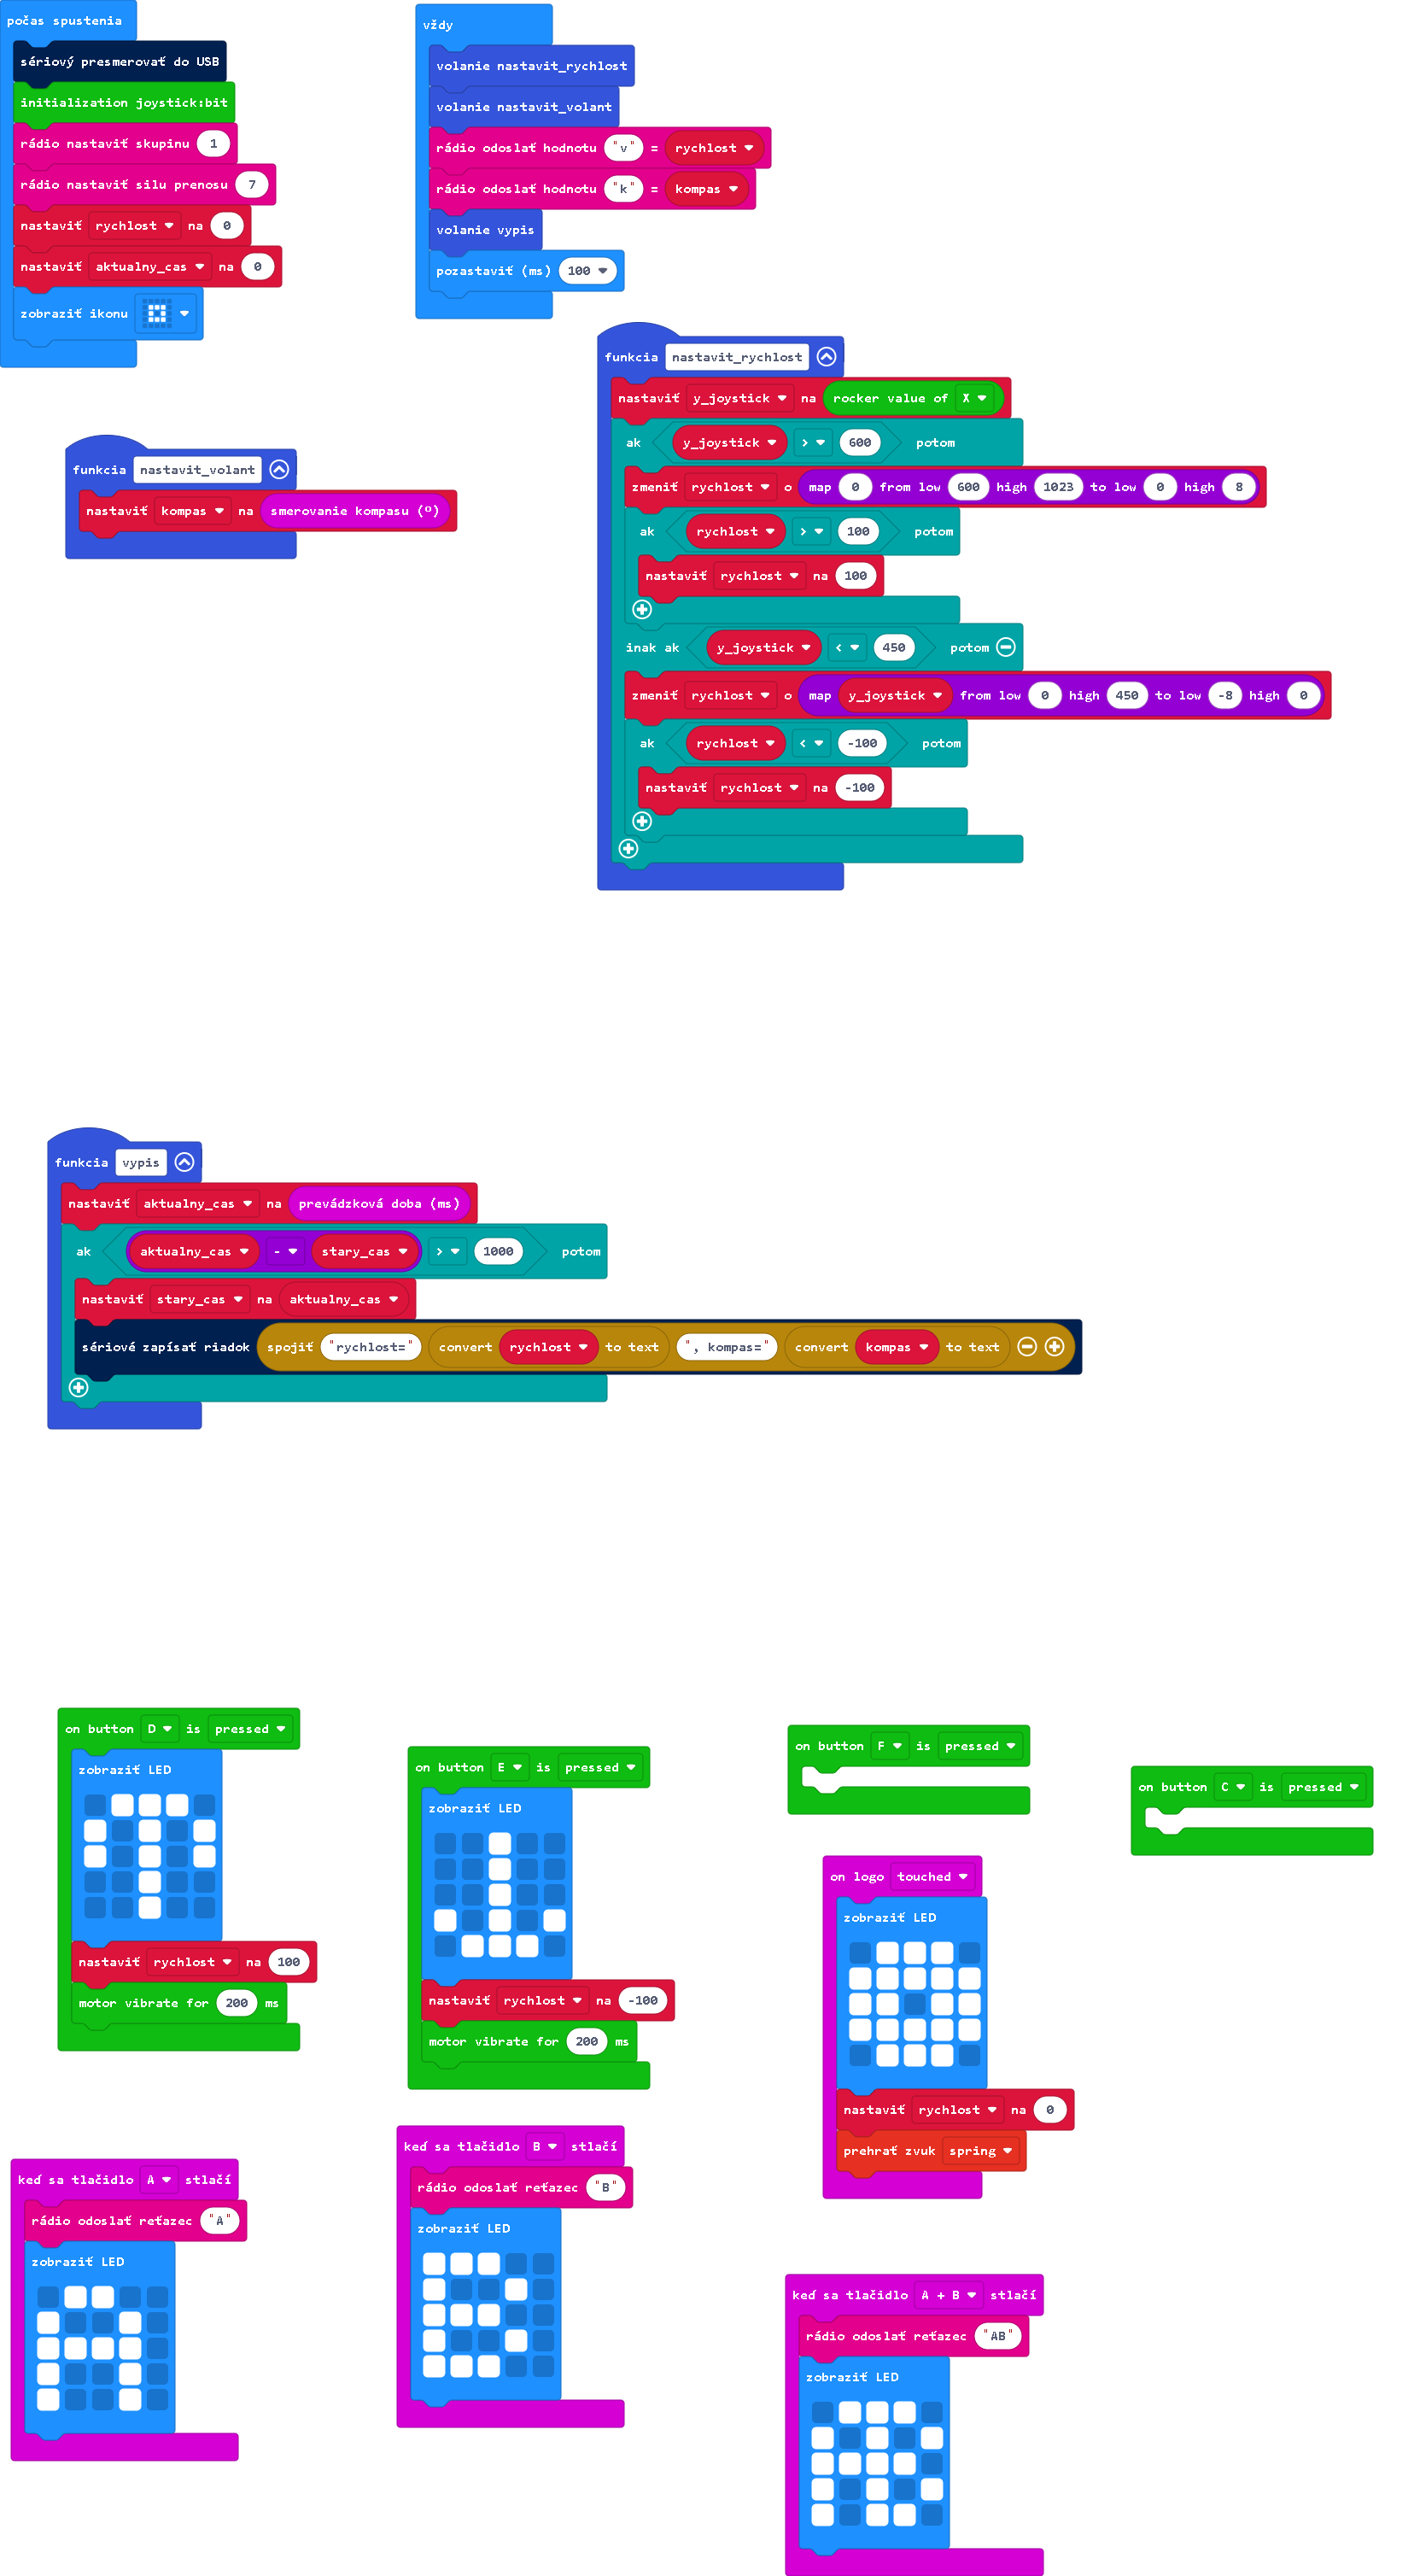 počas spustenia
sériový presmerovať do USB
initialization joystick:bit
rádio nastaviť skupinu 1
rádio nastaviť silu prenosu 7
nastaviť rychlost na 0
nastaviť aktualny_cas na 0
zobraziť ikonu
vždy
volanie nastavit_rychlost
volanie nastavit_volant
rádio odoslať hodnotu "v" = rychlost
rádio odoslať hodnotu "k" = kompas
volanie vypis
pozastaviť (ms) 100
funkcia nastavit_rychlost
nastaviť y_joystick na rocker value of X
ak y_joystick > 600 potom
zmeniť rychlost o map 0 from low 600 high 1023 to low 0 high 8
ak rychlost > 100 potom
nastaviť rychlost na 100
inak ak y_joystick < 450 potom
zmeniť rychlost o map y_joystick from low 0 high 450 to low -8 high 0
ak rychlost < -100 potom
nastaviť rychlost na -100
funkcia nastavit_volant
nastaviť kompas na smerovanie kompasu (º)
funkcia vypis
nastaviť aktualny_cas na prevádzková doba (ms)
ak aktualny_cas - stary_cas > 1000 potom
nastaviť stary_cas na aktualny_cas
sériové zapísať riadok spojiť "rychlost=" convert rychlost to text ", kompas=" convert kompas to text
on button D is pressed
zobraziť LED
nastaviť rychlost na 100
motor vibrate for 200 ms
on button E is pressed
zobraziť LED
nastaviť rychlost na -100
motor vibrate for 200 ms
on button F is pressed
on button C is pressed
on logo touched
zobraziť LED
nastaviť rychlost na 0
prehrať zvuk spring
keď sa tlačidlo A stlačí
rádio odoslať reťazec "A"
zobraziť LED
keď sa tlačidlo B stlačí
rádio odoslať reťazec "B"
zobraziť LED
keď sa tlačidlo A + B stlačí
rádio odoslať reťazec "AB"
zobraziť LED